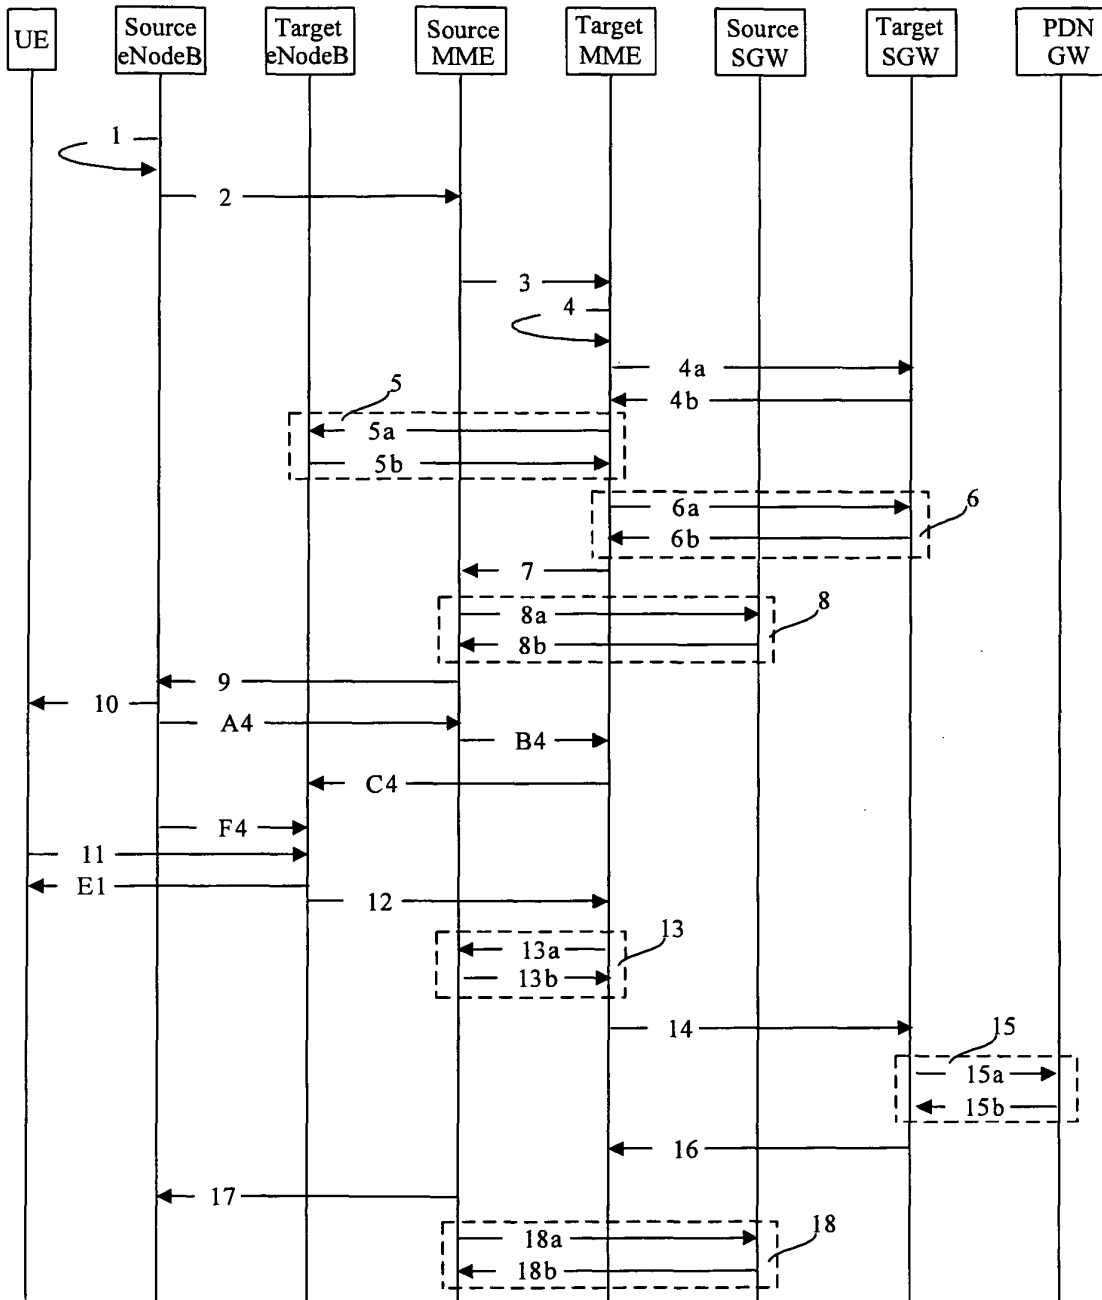 UE
Source
eNodeB
Target
eNodeB
Source
MME
Target
MME
Source
SGW
Target
SGW
PDN
GW
1
2
3
4
4a
4b
5
5a
5b
6
6a
6b
7
8
8a
8b
9
10
A4
B4
C4
F4
11
E1
12
13
13a
13b
14
15
15a
15b
16
17
18
18a
18b